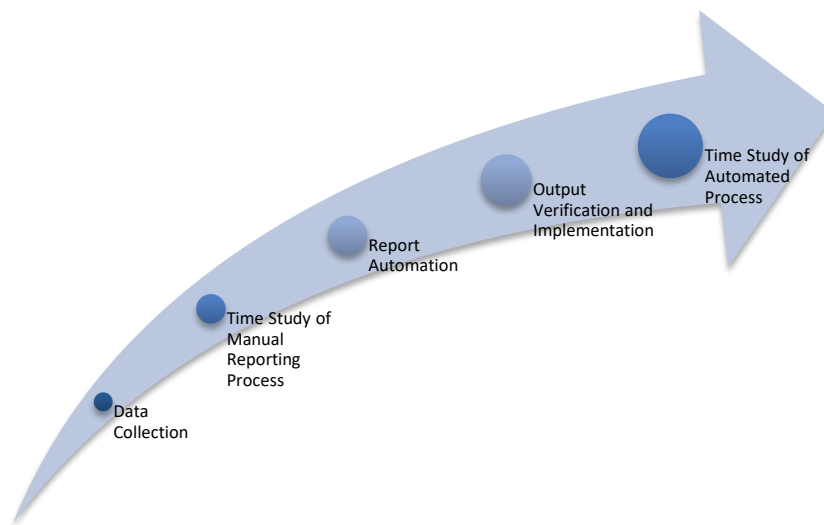 Data
Collection
Time Study of
Manual
Reporting
Process
Report
Automation
Output
Verification and
Implementation
Time Study of
Automated
Process